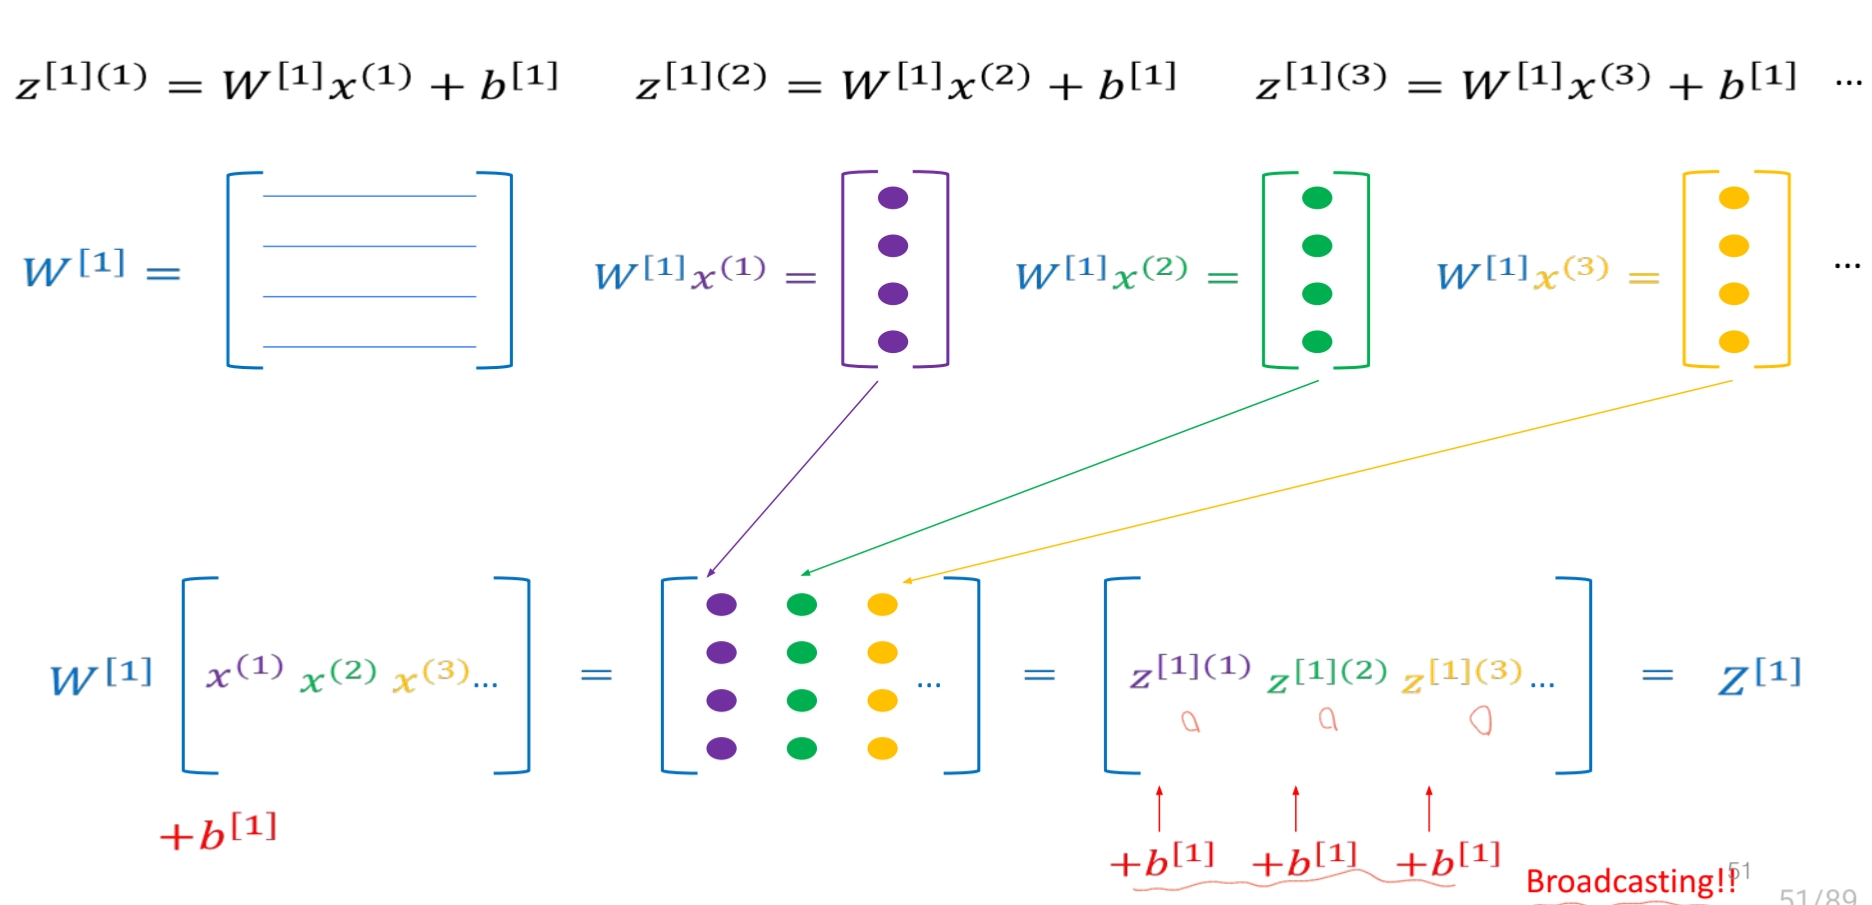 z^[1](1) = W^[1]x^(1) + b^[1] z^[1](2) = W^[1]x^(2) + b^[1] z^[1](3) = W^[1]x^(3) + b^[1] ...
W^[1] = W^[1]x^(1) = W^[1]x^(2) = W^[1]x^(3) = ...
W^[1] [ x^(1) x^(2) x^(3)... ] = [ ... ] = [ z^[1](1) z^[1](2) z^[1](3)... ] = Z^[1]
+b^[1]
+b^[1] +b^[1] +b^[1]
Broadcasting!!
51
51/89